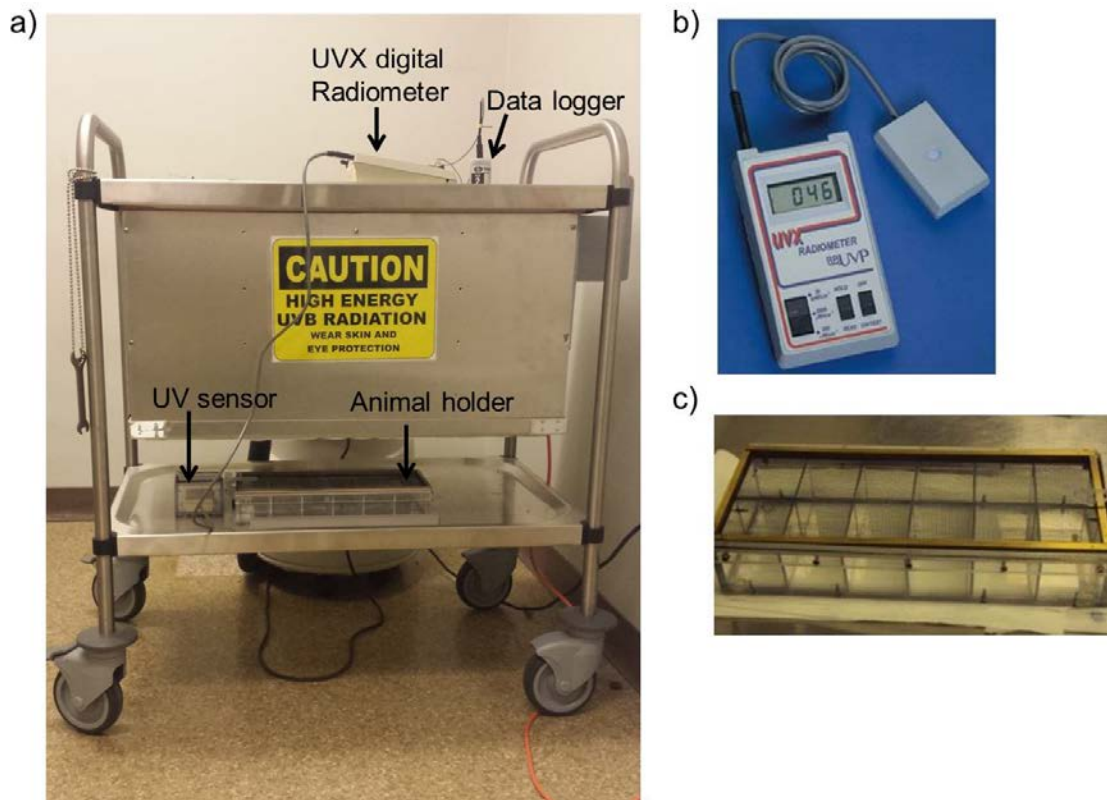 a)
UVX digital
Radiometer
Data logger
CAUTION
HIGH ENERGY
UVB RADIATION
WEAR SKIN AND
EYE PROTECTION
UV sensor
Animal holder
b)
046
UVX
RADIOMETER
UVP
HOLD
OFF
READ
c)